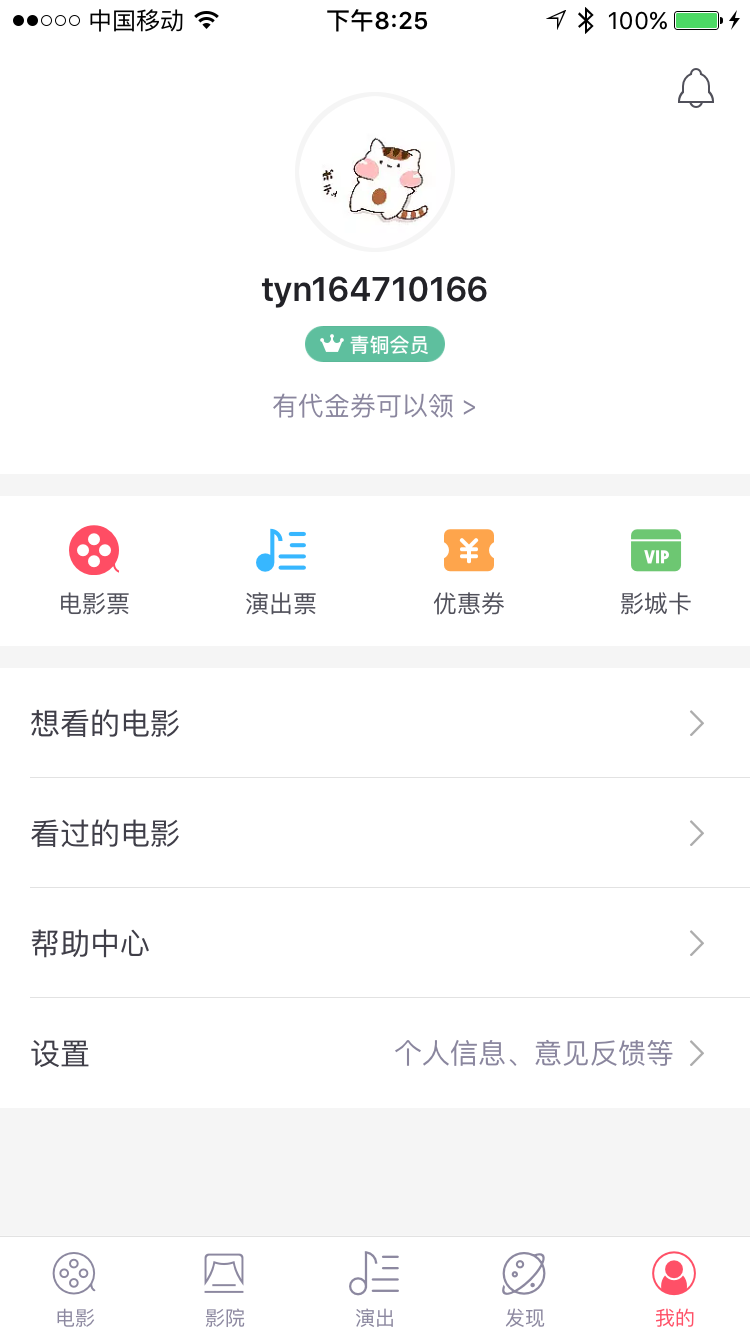 中国移动 下午8:25 100%
ボ
ティ
tyn164710166
青铜会员
有代金券可以领 >
电影票 演出票 优惠券 影城卡
¥ VIP
想看的电影
看过的电影
帮助中心
设置 个人信息、意见反馈等
电影 影院 演出 发现 我的